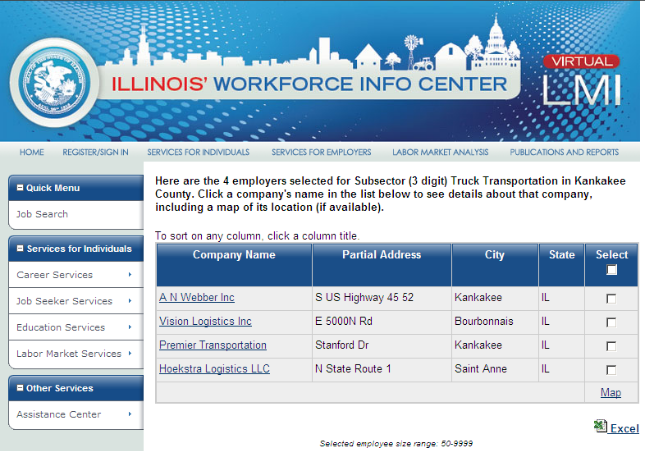 ILLINOIS' WORKFORCE INFO CENTER
VIRTUAL
LMI
HOME REGISTER/SIGN IN SERVICES FOR INDIVIDUALS SERVICES FOR EMPLOYERS LABOR MARKET ANALYSIS PUBLICATIONS AND REPORTS
Quick Menu
Job Search
Services for Individuals
Career Services
Job Seeker Services
Education Services
Labor Market Services
Other Services
Assistance Center
Here are the 4 employers selected for Subsector (3 digit) Truck Transportation in Kankakee
County. Click a company's name in the list below to see details about that company,
including a map of its location (if available).
To sort on any column, click a column title.
Company Name Partial Address City State Select
A N Webber Inc S US Highway 45 52 Kankakee IL
Vision Logistics Inc E 5000N Rd Bourbonnais IL
Premier Transportation Stanford Dr Kankakee IL
Hoekstra Logistics LLC N State Route 1 Saint Anne IL
Map
Excel
Selected employee size range: 50-9999